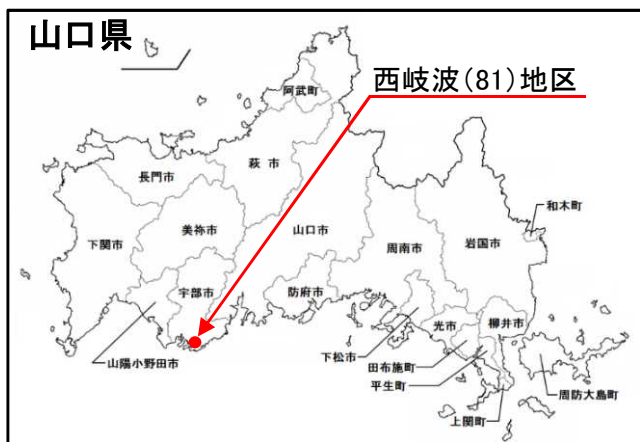 山口県
西岐波(81)地区
阿武町
萩市
長門市
和木町
美祢市
山口市
下関市
周南市
岩国市
宇部市
防府市
光市
柳井市
下松市
山陽小野田市
田布施町
平生町
周防大島町
上関町